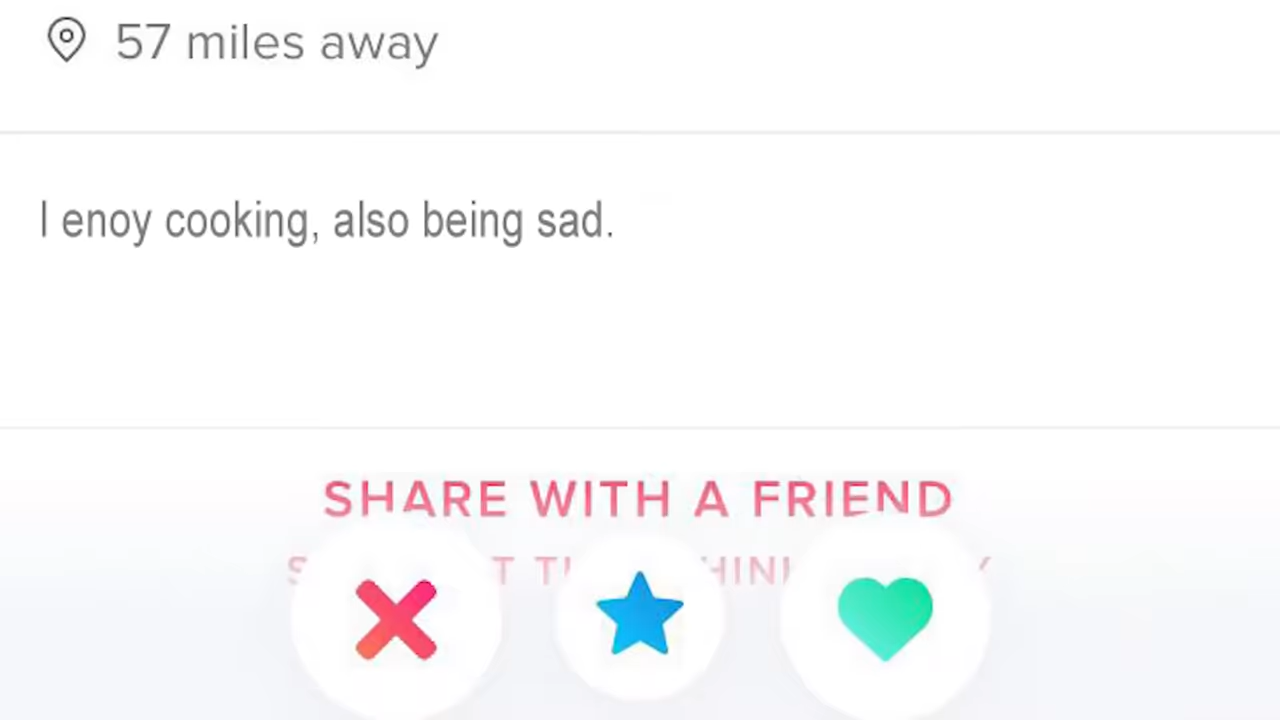 57 miles away
I enoy cooking, also being sad.
SHARE WITH A FRIEND